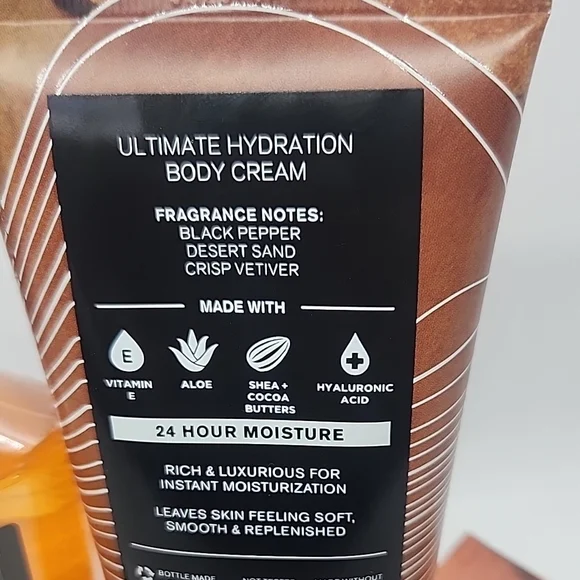 ULTIMATE HYDRATION
BODY CREAM
FRAGRANCE NOTES:
BLACK PEPPER
DESERT SAND
CRISP VETIVER
MADE WITH
E
VITAMIN
E
ALOE
SHEA +
COCOA
BUTTERS
HYALURONIC
ACID
24 HOUR MOISTURE
RICH & LUXURIOUS FOR
INSTANT MOISTURIZATION
LEAVES SKIN FEELING SOFT,
SMOOTH & REPLENISHED
BOTTLE MADE